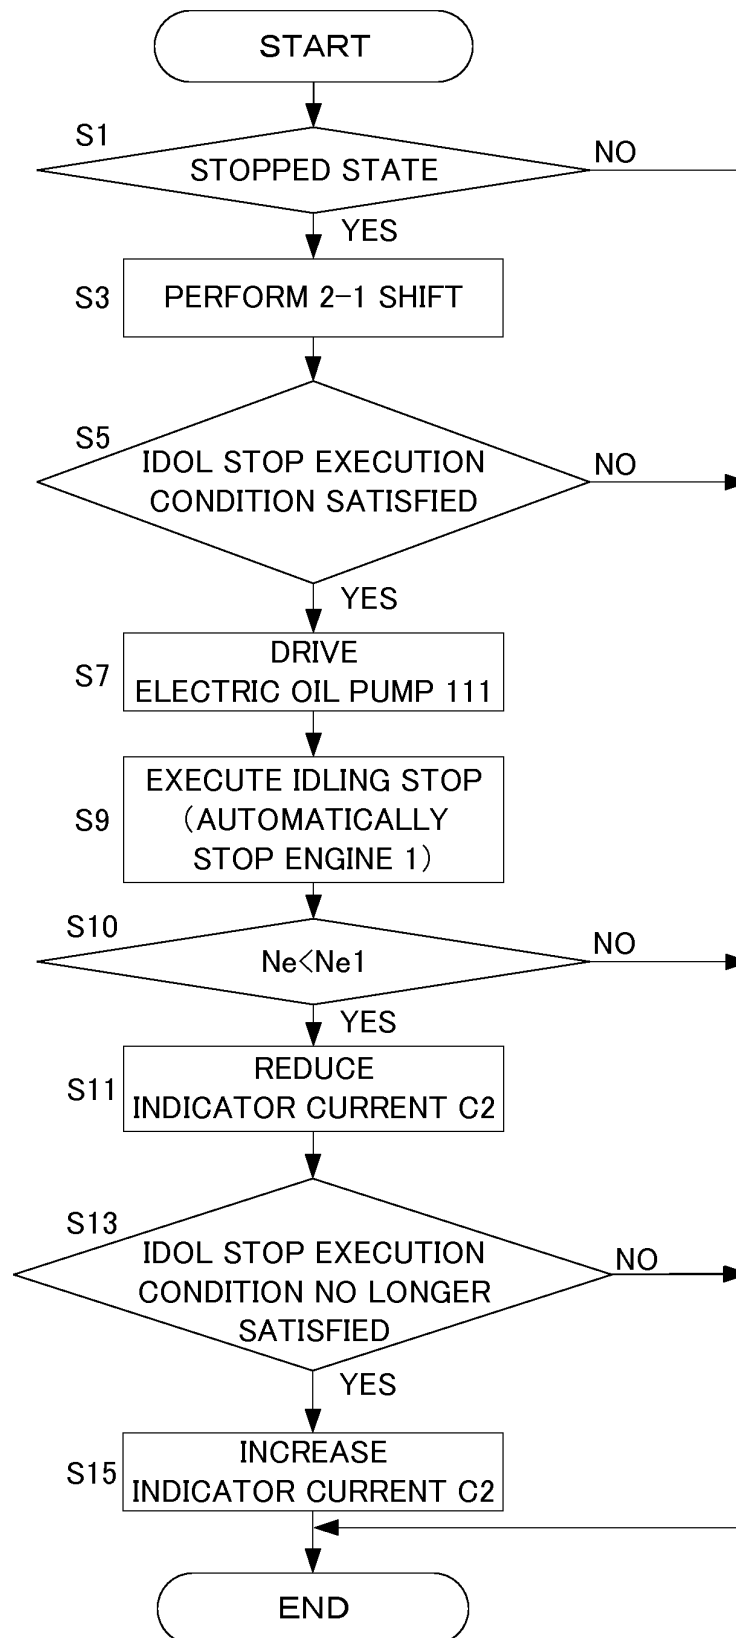 START
S1
STOPPED STATE
NO
YES
S3
PERFORM 2-1 SHIFT
S5
IDOL STOP EXECUTION
CONDITION SATISFIED
NO
YES
S7
DRIVE
ELECTRIC OIL PUMP 111
S9
EXECUTE IDLING STOP
(AUTOMATICALLY
STOP ENGINE 1)
S10
Ne<Ne1
NO
YES
S11
REDUCE
INDICATOR CURRENT C2
S13
IDOL STOP EXECUTION
CONDITION NO LONGER
SATISFIED
NO
YES
S15
INCREASE
INDICATOR CURRENT C2
END